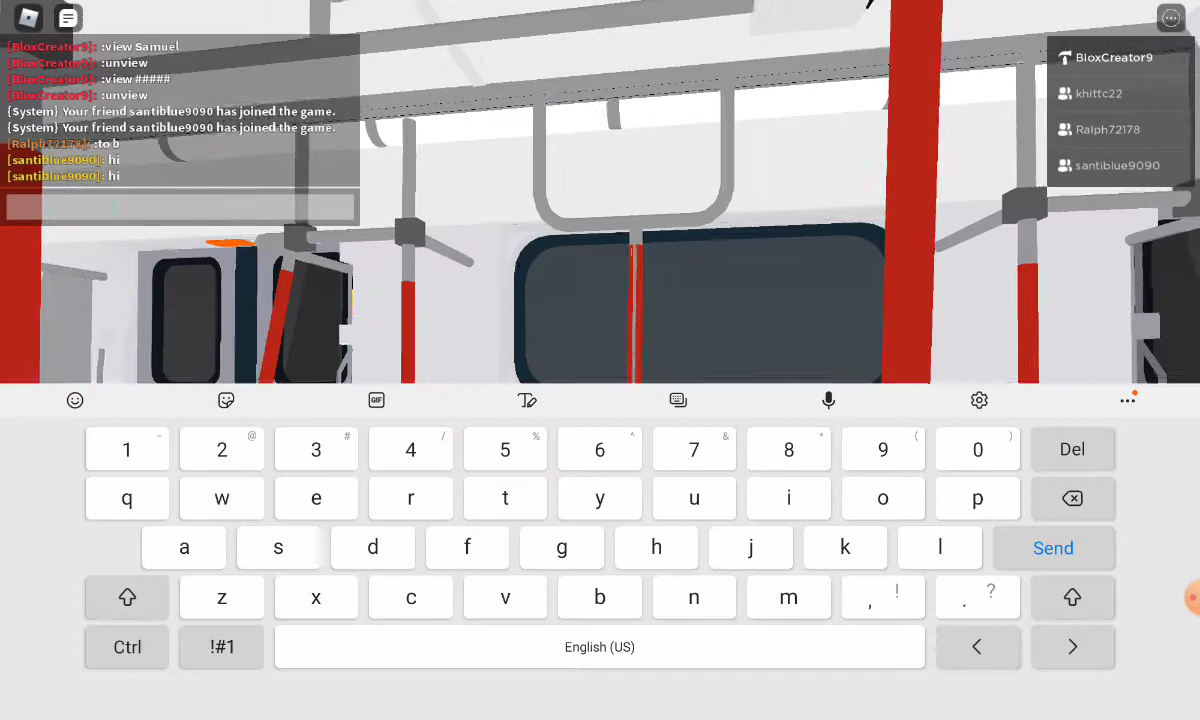 [BloxCreator9]: :view Samuel
[BloxCreator9]: :unview
[BloxCreator9]: :view #####
[BloxCreator9]: :unview
{System} Your friend santiblue9090 has joined the game.
{System} Your friend santiblue9090 has joined the game.
[Ralph72178]: :to b
[santiblue9090]: hi
[santiblue9090]: hi
BloxCreator9
khittc22
Ralph72178
santiblue9090
GIF
1 - 2 @ 3 # 4 / 5 % 6 ^ 7 & 8 * 9 ( 0 ) Del
q w e r t y u i o p
a s d f g h j k l Send
z x c v b n m , ! . ?
Ctrl !#1 English (US) < >